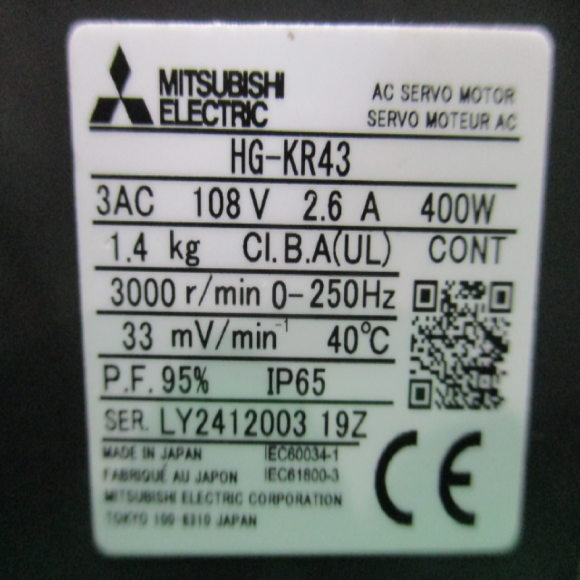 MITSUBISHI
ELECTRIC
AC SERVO MOTOR
SERVO MOTEUR AC
HG-KR43
3AC 108 V 2.6 A 400W
1.4 kg CI.B.A(UL) CONT
3000 r/min 0-250Hz
33 mV/min⁻¹ 40℃
P.F. 95% IP65
SER. LY2412003 19Z
MADE IN JAPAN IEC60034-1
FABRIQUÉ AU JAPON IEC61800-3
MITSUBISHI ELECTRIC CORPORATION
TOKYO 100-8310 JAPAN
CE